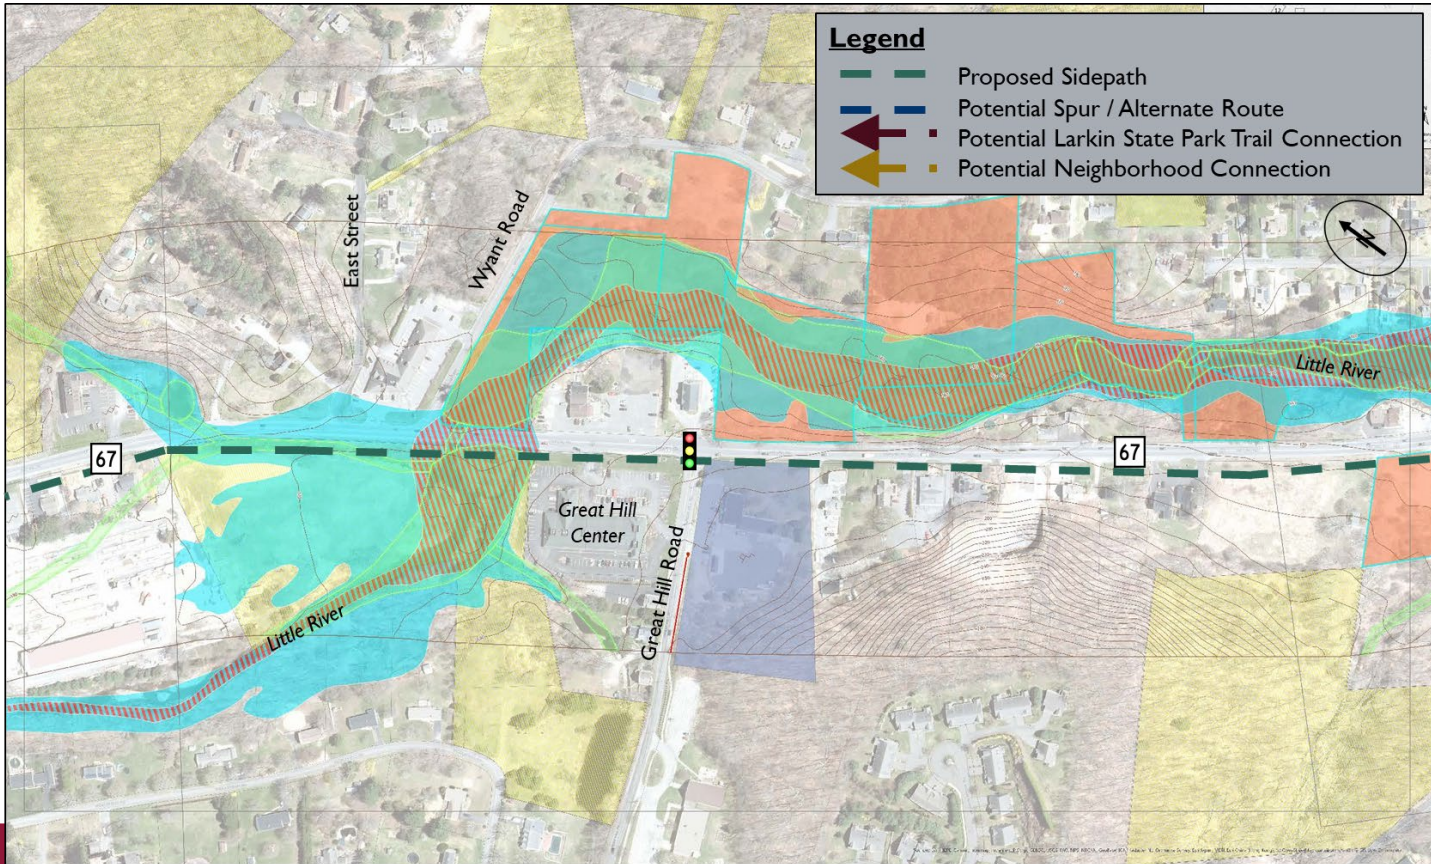 Legend
Proposed Sidepath
Potential Spur / Alternate Route
Potential Larkin State Park Trail Connection
Potential Neighborhood Connection
N
East Street
Wyant Road
Little River
67
67
Great Hill
Center
Great Hill Road
Little River